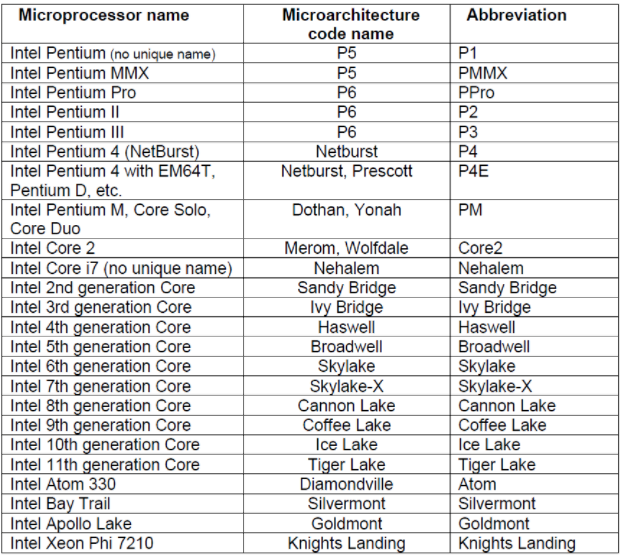 Microprocessor name Microarchitecture code name Abbreviation
Intel Pentium (no unique name) P5 P1
Intel Pentium MMX P5 PMMX
Intel Pentium Pro P6 PPro
Intel Pentium II P6 P2
Intel Pentium III P6 P3
Intel Pentium 4 (NetBurst) Netburst P4
Intel Pentium 4 with EM64T, Netburst, Prescott P4E
Pentium D, etc.
Intel Pentium M, Core Solo, Dothan, Yonah PM
Core Duo
Intel Core 2 Merom, Wolfdale Core2
Intel Core i7 (no unique name) Nehalem Nehalem
Intel 2nd generation Core Sandy Bridge Sandy Bridge
Intel 3rd generation Core Ivy Bridge Ivy Bridge
Intel 4th generation Core Haswell Haswell
Intel 5th generation Core Broadwell Broadwell
Intel 6th generation Core Skylake Skylake
Intel 7th generation Core Skylake-X Skylake-X
Intel 8th generation Core Cannon Lake Cannon Lake
Intel 9th generation Core Coffee Lake Coffee Lake
Intel 10th generation Core Ice Lake Ice Lake
Intel 11th generation Core Tiger Lake Tiger Lake
Intel Atom 330 Diamondville Atom
Intel Bay Trail Silvermont Silvermont
Intel Apollo Lake Goldmont Goldmont
Intel Xeon Phi 7210 Knights Landing Knights Landing